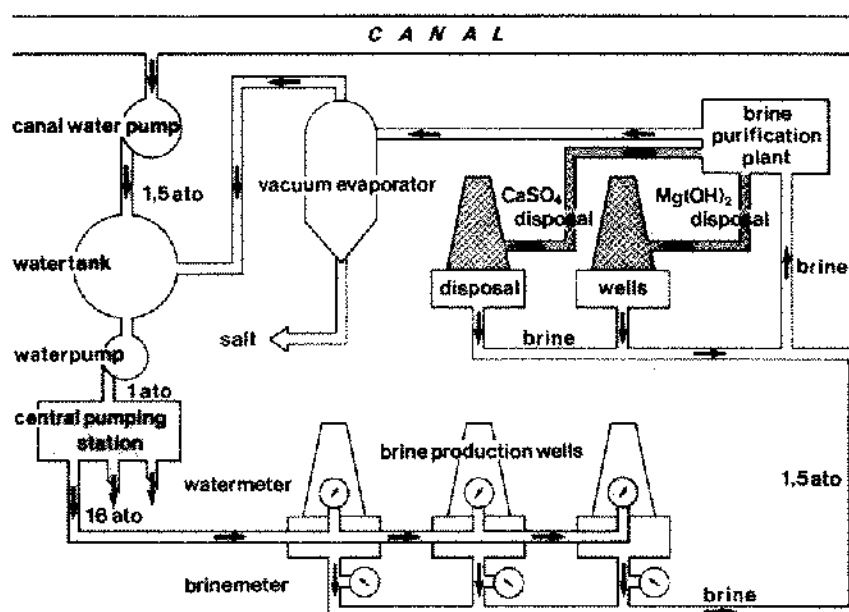 CANAL
canal water pump
1,5 ato
watertank
waterpump
1 ato
central pumping
station
16 ato
vacuum evaporator
salt
brine
purification
plant
CaSO₄
disposal
Mg(OH)₂
disposal
disposal
wells
brine
brine
brine production wells
watermeter
1,5 ato
brinemeter
brine